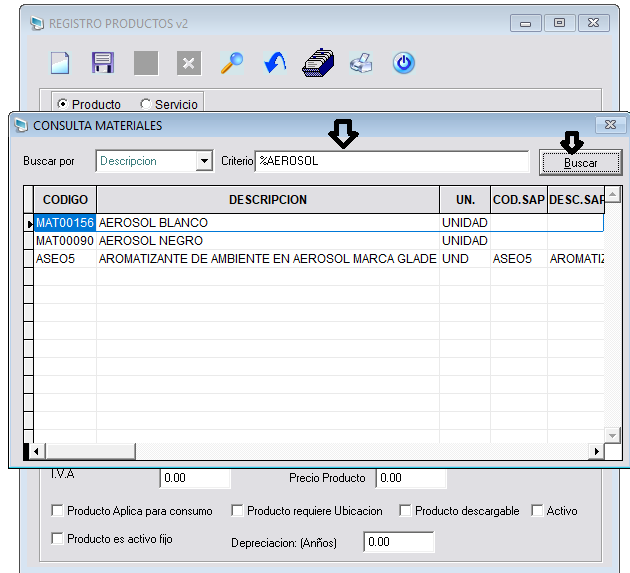 REGISTRO PRODUCTOS v2
Producto Servicio
CONSULTA MATERIALES
Buscar por Descripcion Criterio %AEROSOL Buscar
CODIGO DESCRIPCION UN. COD.SAP DESC.SAP
MAT00156 AEROSOL BLANCO UNIDAD
MAT00090 AEROSOL NEGRO UNIDAD
ASEO5 AROMATIZANTE DE AMBIENTE EN AEROSOL MARCA GLADE UND ASEO5 AROMATIZ
I.V.A 0.00 Precio Producto 0.00
Producto Aplica para consumo Producto requiere Ubicacion Producto descargable Activo
Producto es activo fijo Depreciacion: (Anños) 0.00